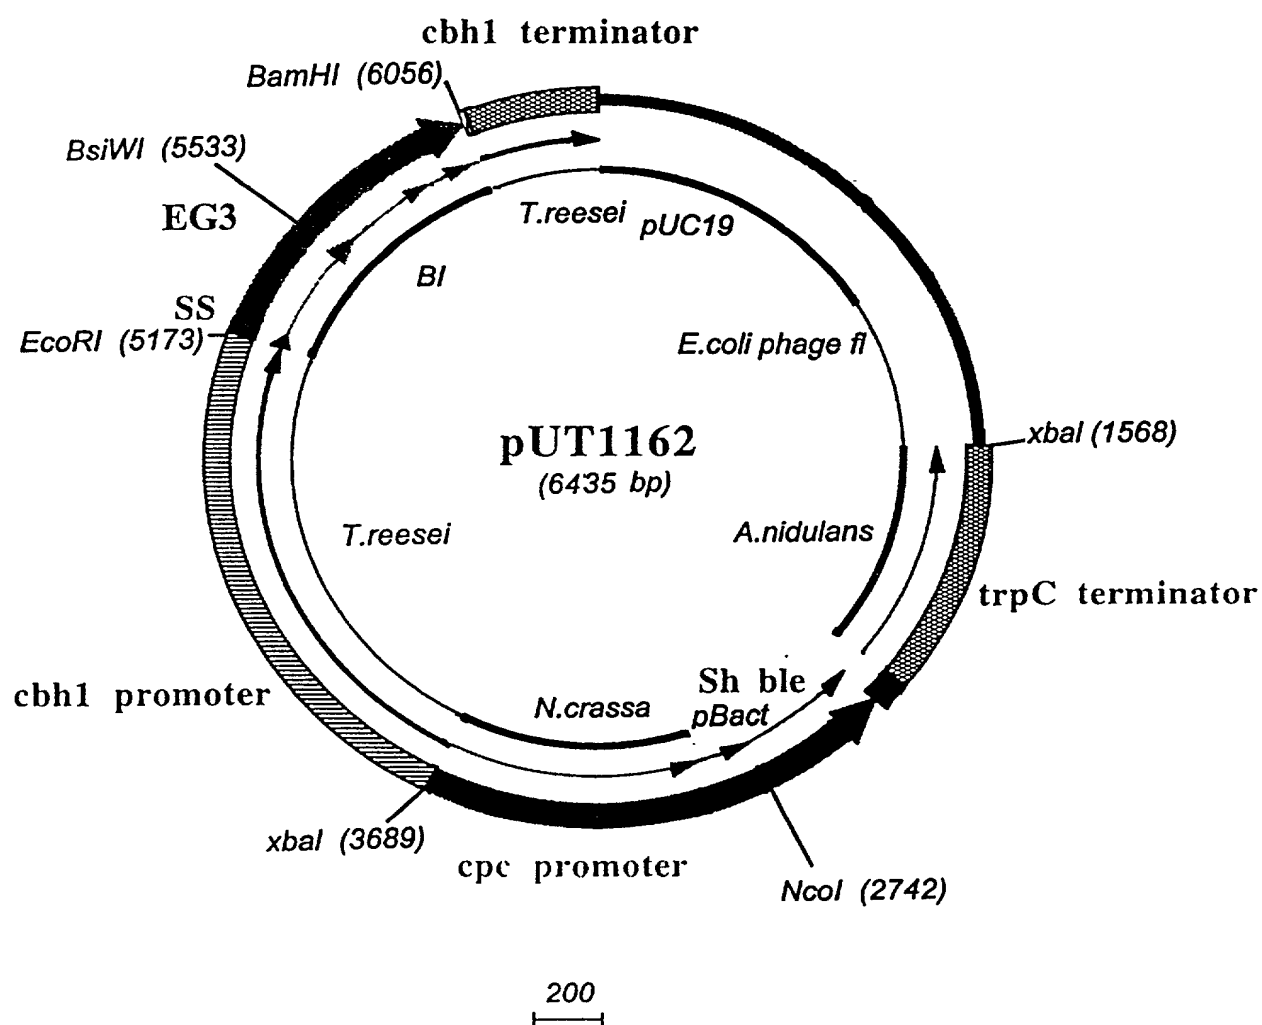 cbh1 terminator
BamHI (6056)
BsiWI (5533)
EG3
T.reesei
pUC19
BI
SS
EcoRI (5173)
E.coli phage fl
pUT1162
(6435 bp)
xbaI (1568)
T.reesei
A.nidulans
trpC terminator
cbh1 promoter
Sh ble
N.crassa
pBact
xbaI (3689)
cpc promoter
NcoI (2742)
200